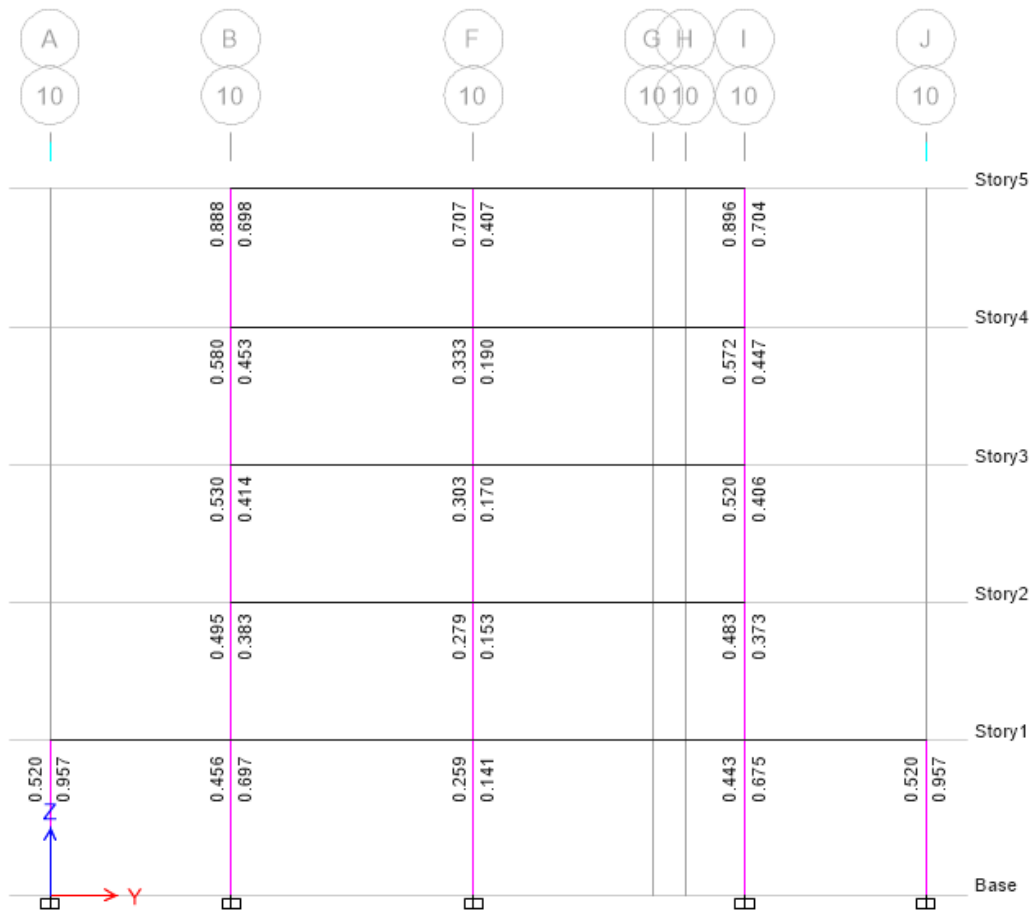 A B F G H I J
10 10 10 10 10 10 10
Story5
0.888 0.698 0.707 0.407 0.896 0.704
Story4
0.580 0.453 0.333 0.190 0.572 0.447
Story3
0.530 0.414 0.303 0.170 0.520 0.406
Story2
0.495 0.383 0.279 0.153 0.483 0.373
Story1
0.520 0.957 0.456 0.697 0.259 0.141 0.443 0.675 0.520 0.957
Z
Y
Base